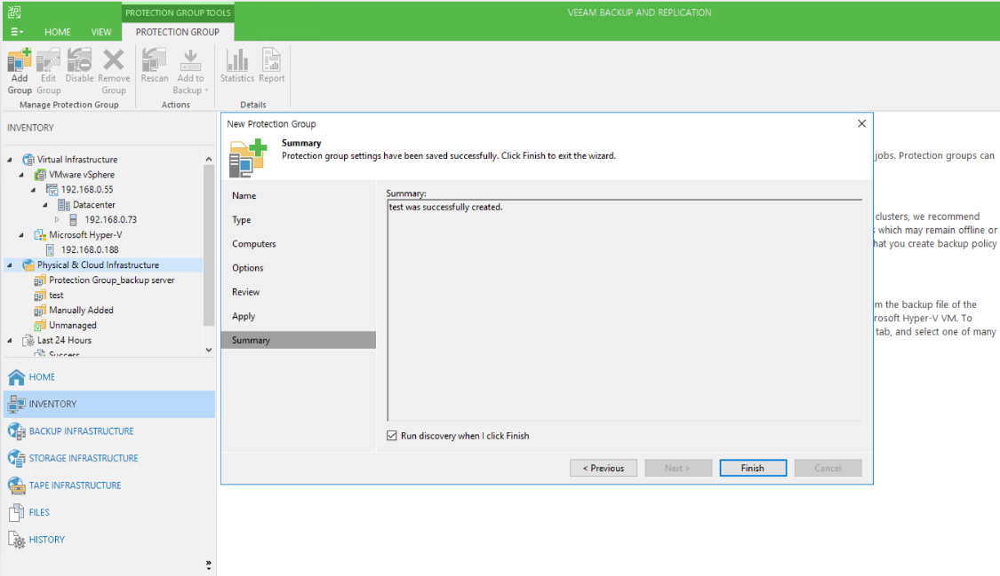 PROTECTION GROUP TOOLS
VEEAM BACKUP AND REPLICATION
HOME VIEW PROTECTION GROUP
Add Group
Edit Group
Disable
Remove Group
Rescan
Add to Backup
Statistics
Report
Manage Protection Group
Actions
Details
INVENTORY
Virtual Infrastructure
VMware vSphere
192.168.0.55
Datacenter
192.168.0.73
Microsoft Hyper-V
192.168.0.188
Physical & Cloud Infrastructure
Protection Group_backup server
test
Manually Added
Unmanaged
Last 24 Hours
Success
HOME
INVENTORY
BACKUP INFRASTRUCTURE
STORAGE INFRASTRUCTURE
TAPE INFRASTRUCTURE
FILES
HISTORY
New Protection Group
Summary
Protection group settings have been saved successfully. Click Finish to exit the wizard.
Name
Type
Computers
Options
Review
Apply
Summary
Summary:
test was successfully created.
Run discovery when I click Finish
< Previous
Next >
Finish
Cancel
jobs. Protection groups can
clusters, we recommend
which may remain offline or
hat you create backup policy
m the backup file of the
rosoft Hyper-V VM. To
tab, and select one of many